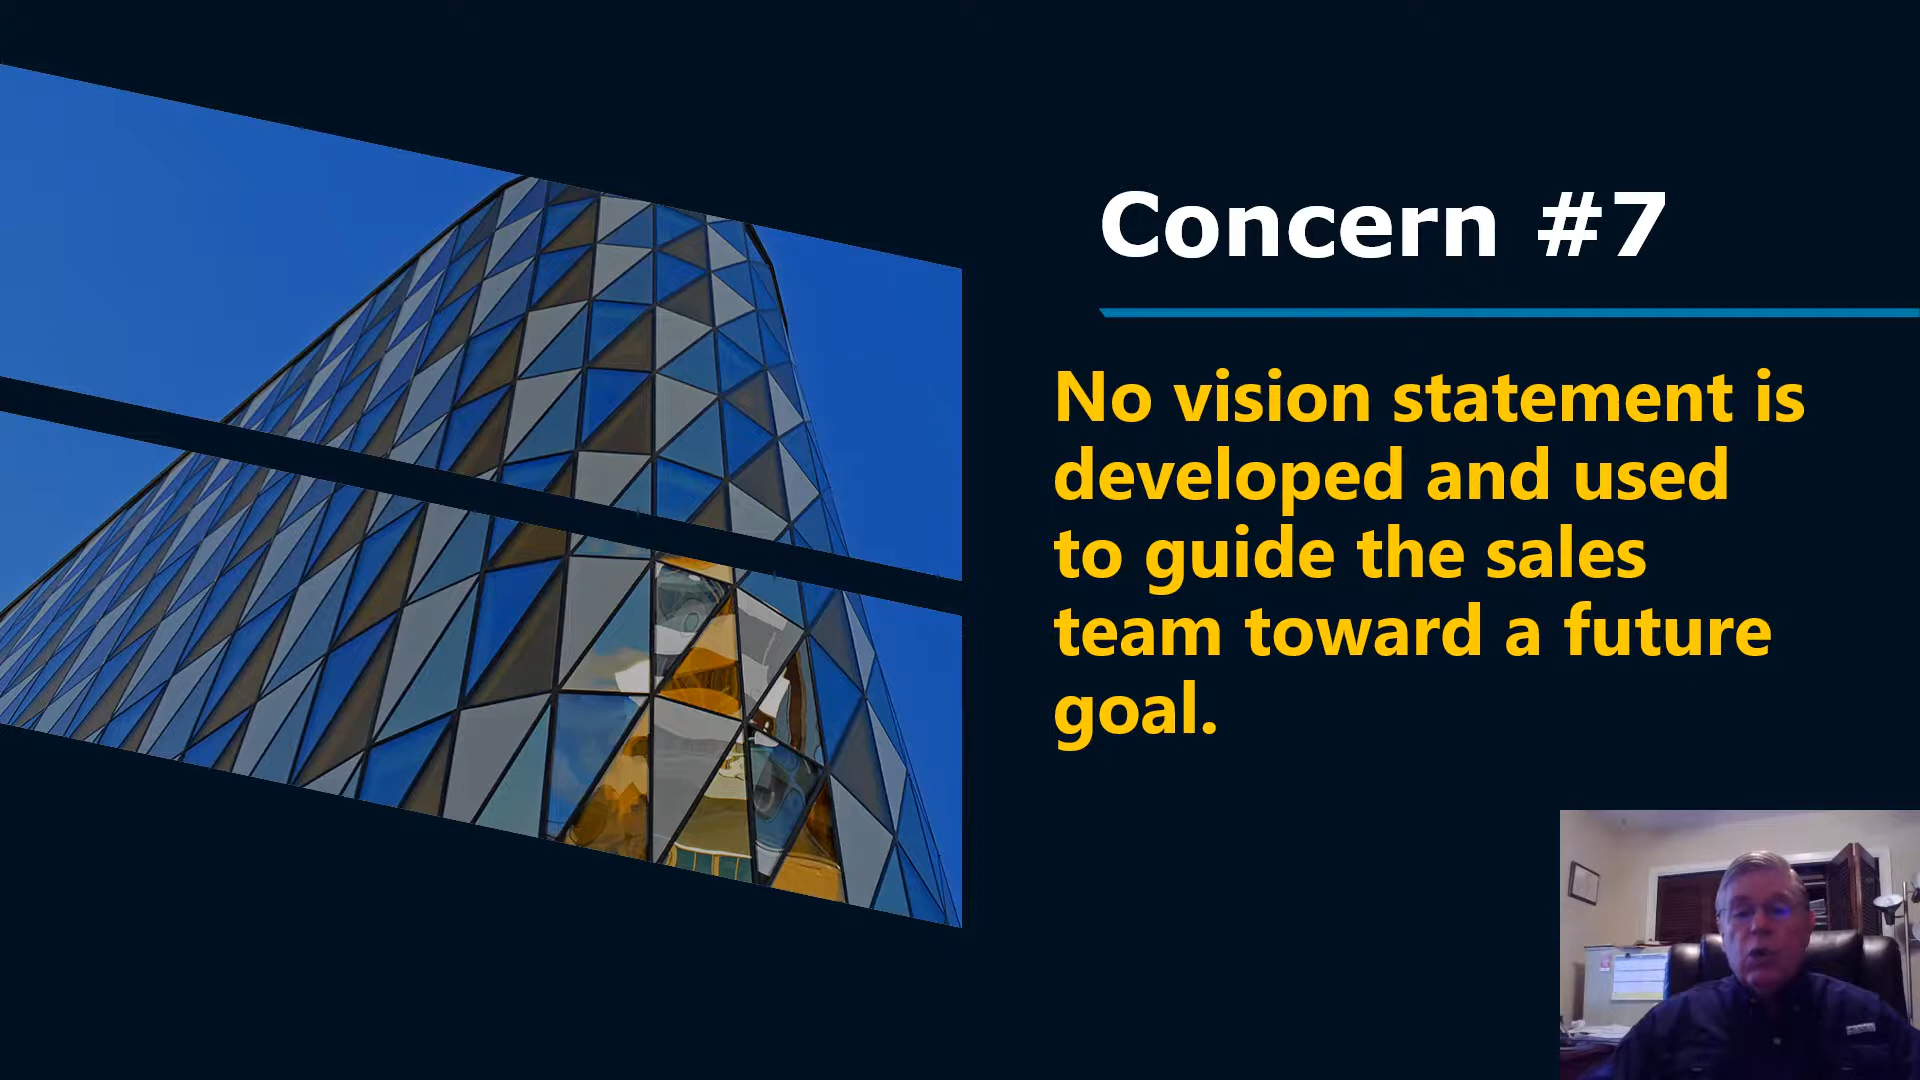 Concern #7
No vision statement is
developed and used
to guide the sales
team toward a future
goal.